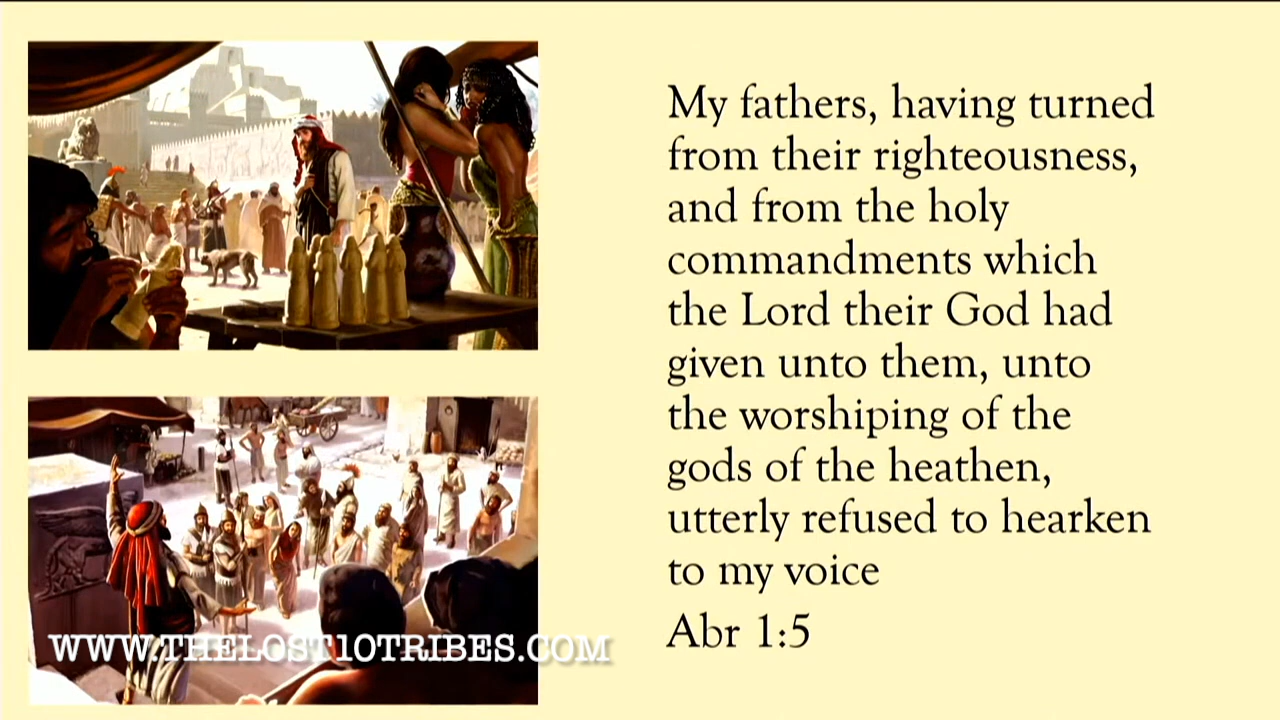 My fathers, having turned
from their righteousness,
and from the holy
commandments which
the Lord their God had
given unto them, unto
the worshiping of the
gods of the heathen,
utterly refused to hearken
to my voice
Abr 1:5
WWW.THELOST10TRIBES.COM